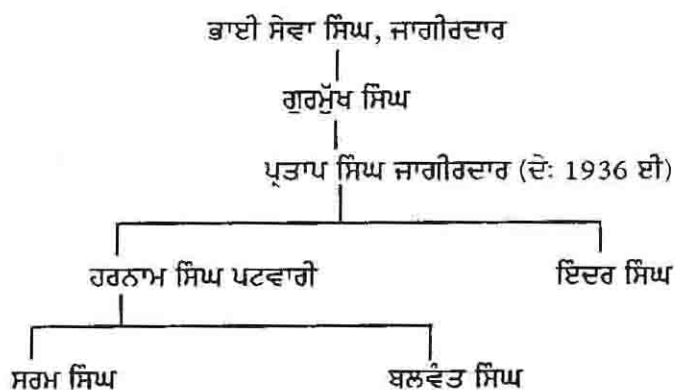 ਭਾਈ ਸੇਵਾ ਸਿੰਘ, ਜਾਗੀਰਦਾਰ
ਗੁਰਮੁੱਖ ਸਿੰਘ
ਪ੍ਰਤਾਪ ਸਿੰਘ ਜਾਗੀਰਦਾਰ (ਦੇਃ 1936 ਈ)
ਹਰਨਾਮ ਸਿੰਘ ਪਟਵਾਰੀ ਇੰਦਰ ਸਿੰਘ
ਸਰਮ ਸਿੰਘ ਬਲਵੰਤ ਸਿੰਘ